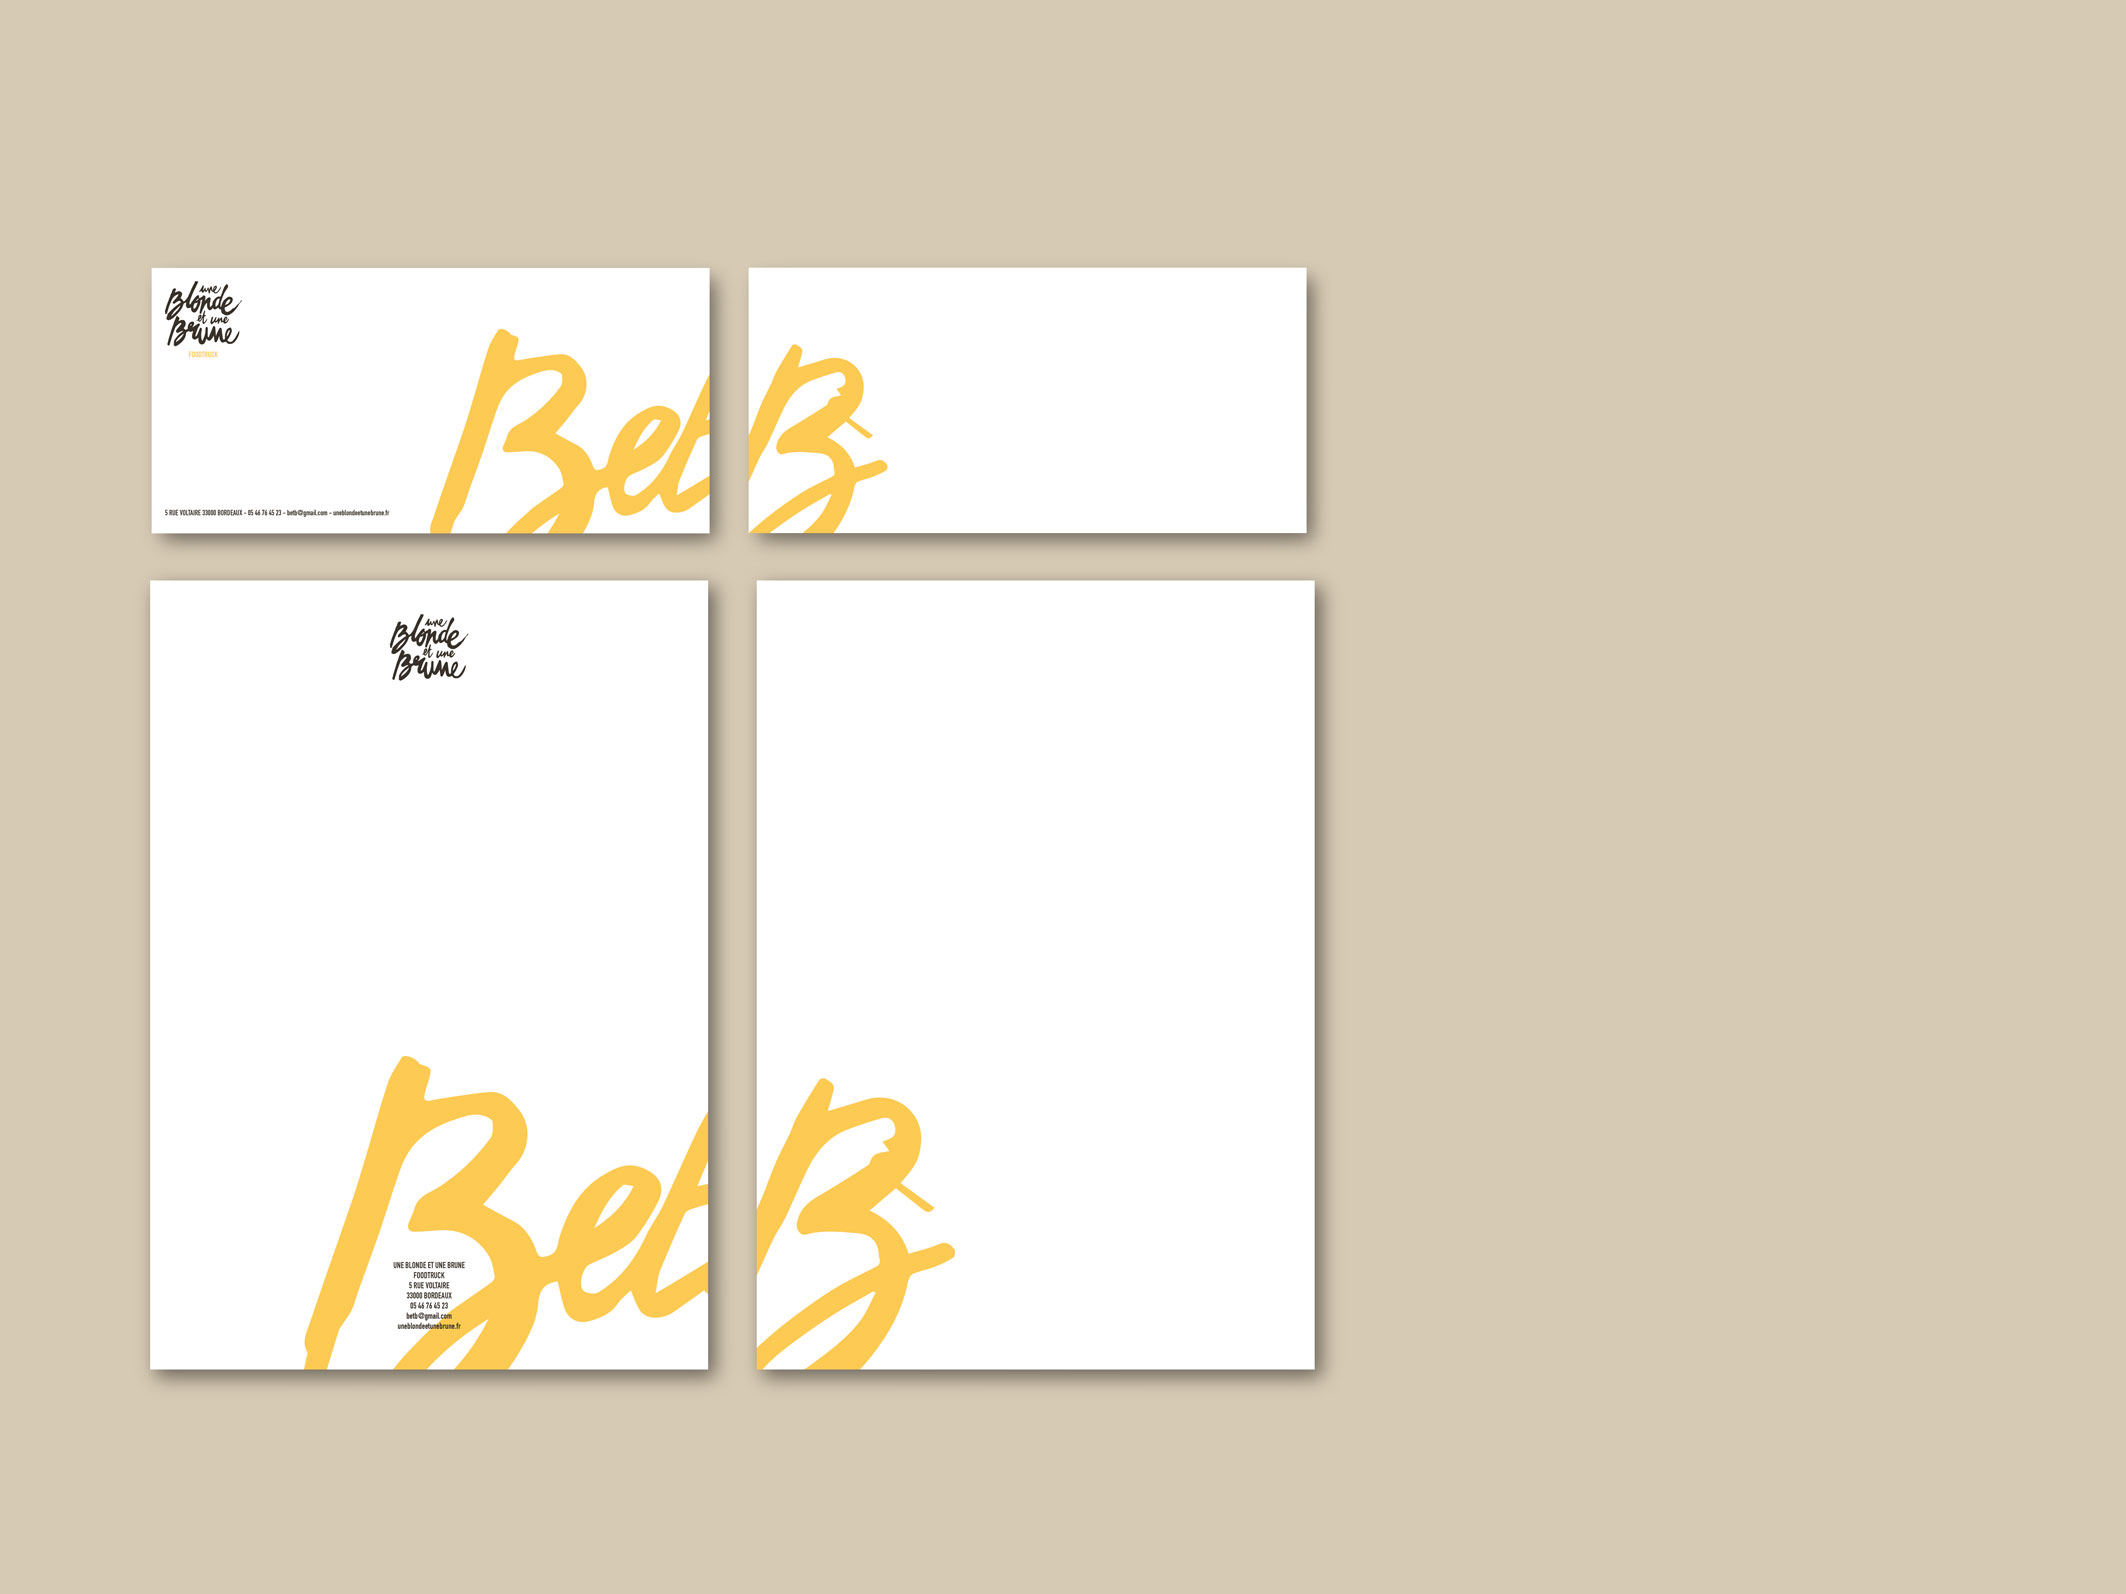 une
Blonde
et une
Brune
FOODTRUCK
Bet
B
5 RUE VOLTAIRE 33000 BORDEAUX - 05 46 76 45 23 - betb@gmail.com - uneblondeetunebrune.fr
une
Blonde
et une
Brune
Bet
B
UNE BLONDE ET UNE BRUNE
FOODTRUCK
5 RUE VOLTAIRE
33000 BORDEAUX
05 46 76 45 23
betb@gmail.com
uneblondeetunebrune.fr